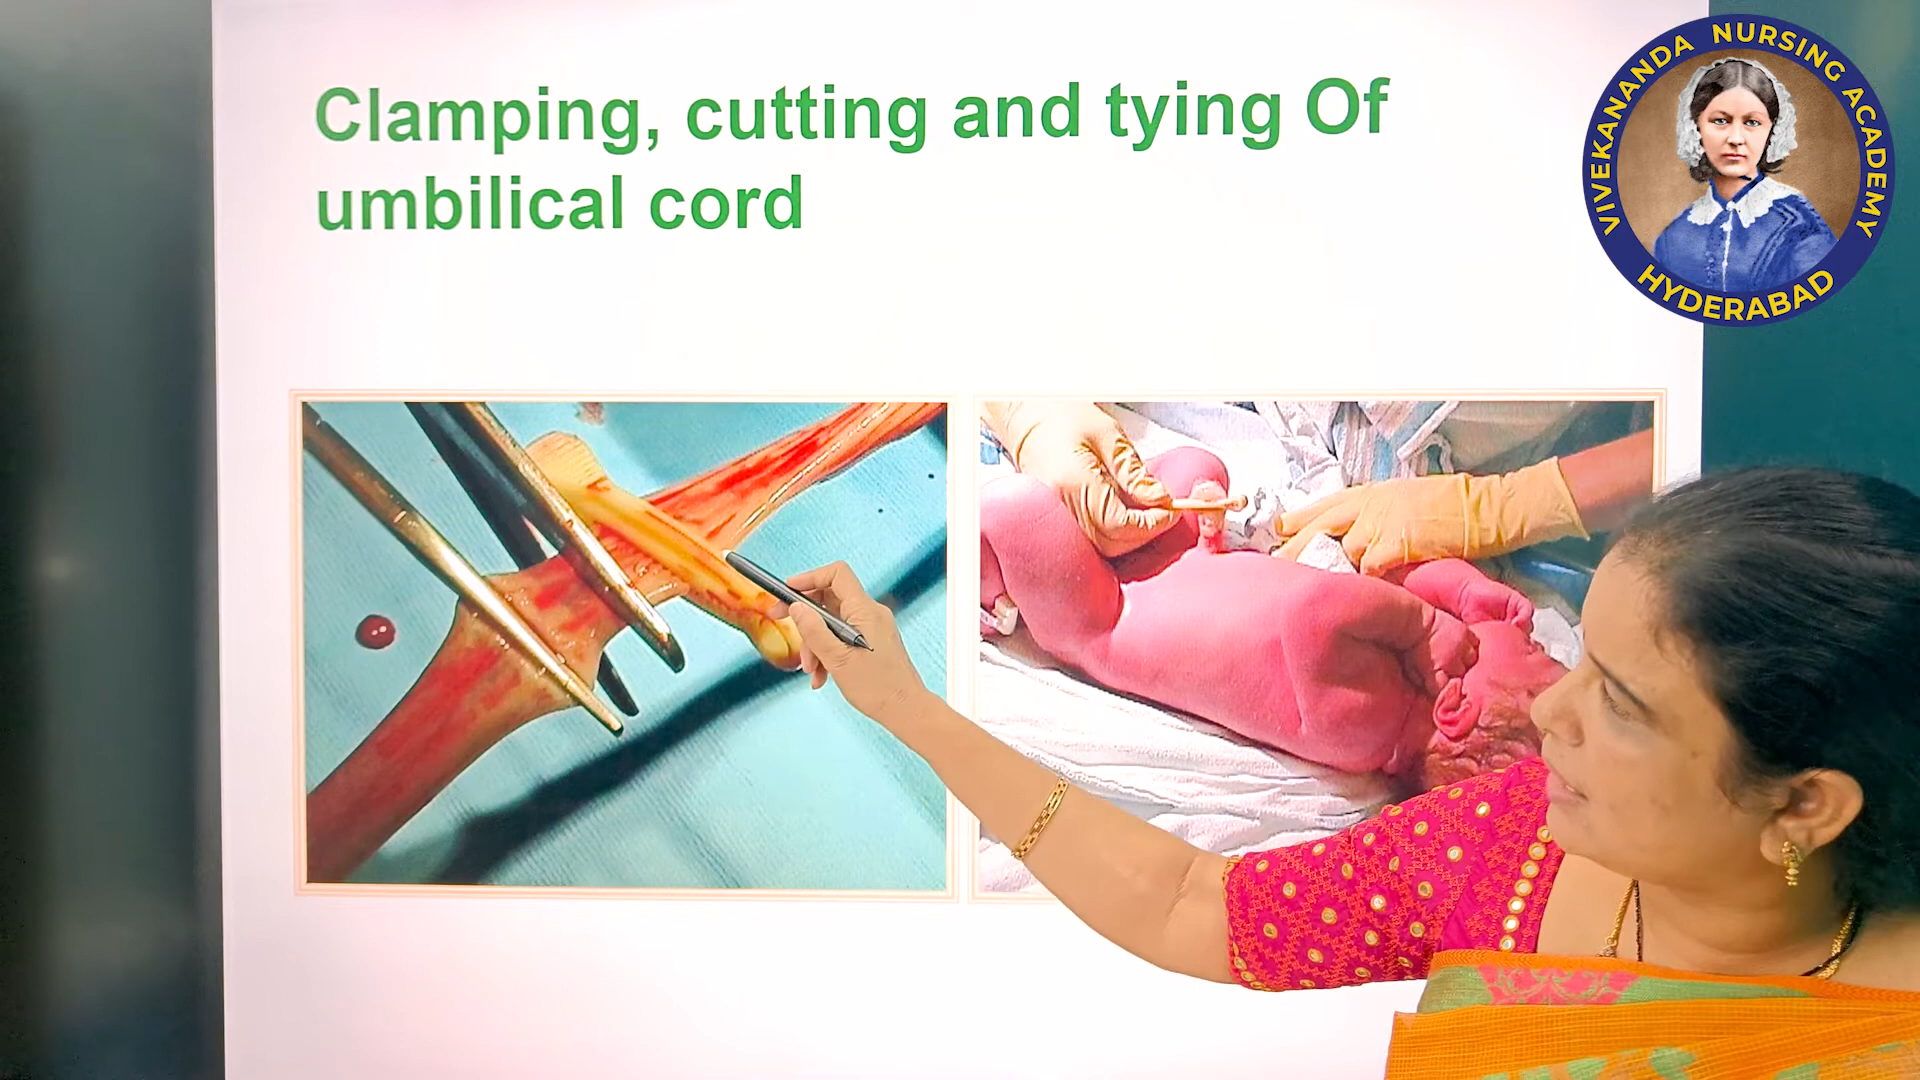 Clamping, cutting and tying Of
umbilical cord
VIVEKANANDA NURSING ACADEMY
HYDERABAD